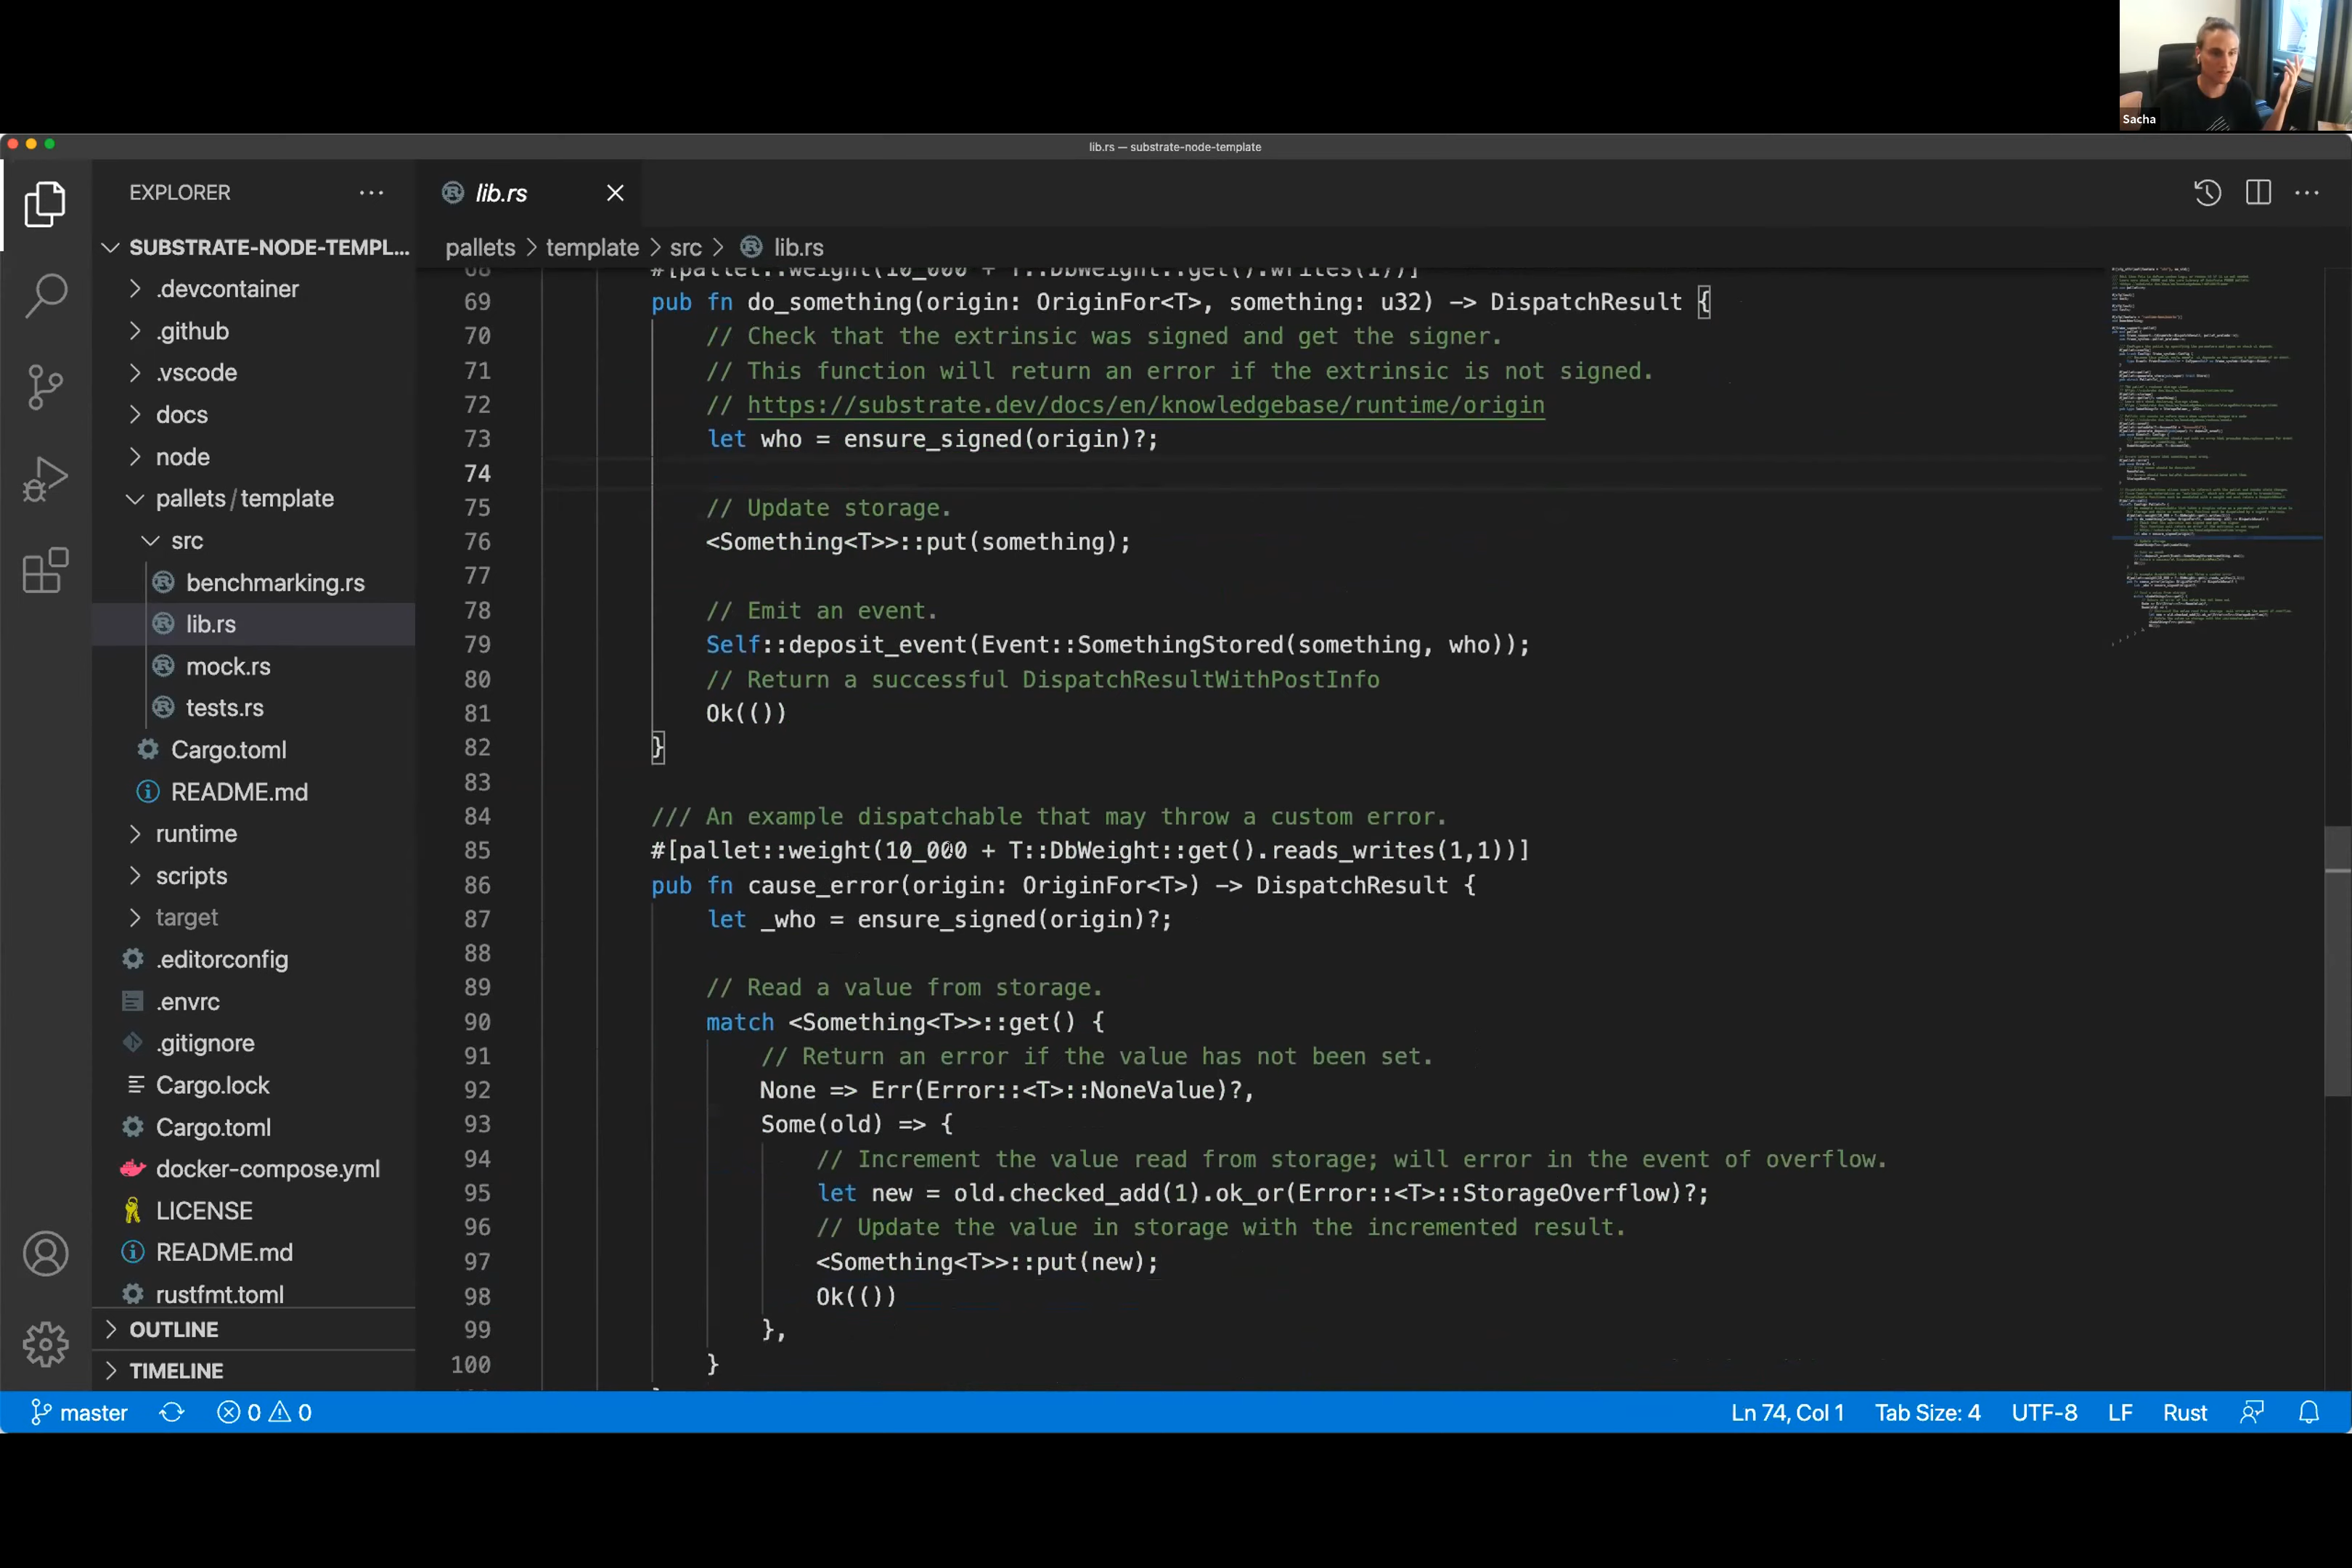 Sacha
lib.rs — substrate-node-template
EXPLORER
lib.rs
SUBSTRATE-NODE-TEMPL...
pallets > template > src > lib.rs
.devcontainer
.github
.vscode
docs
node
pallets / template
src
benchmarking.rs
lib.rs
mock.rs
tests.rs
Cargo.toml
README.md
runtime
scripts
target
.editorconfig
.envrc
.gitignore
Cargo.lock
Cargo.toml
docker-compose.yml
LICENSE
README.md
rustfmt.toml
OUTLINE
TIMELINE
68 #[pallet::weight(10_000 + T::DbWeight::get().writes(1))]
69 pub fn do_something(origin: OriginFor<T>, something: u32) -> DispatchResult {
70 // Check that the extrinsic was signed and get the signer.
71 // This function will return an error if the extrinsic is not signed.
72 // https://substrate.dev/docs/en/knowledgebase/runtime/origin
73 let who = ensure_signed(origin)?;
74
75 // Update storage.
76 <Something<T>>::put(something);
77
78 // Emit an event.
79 Self::deposit_event(Event::SomethingStored(something, who));
80 // Return a successful DispatchResultWithPostInfo
81 Ok(())
82 }
83
84 /// An example dispatchable that may throw a custom error.
85 #[pallet::weight(10_000 + T::DbWeight::get().reads_writes(1,1))]
86 pub fn cause_error(origin: OriginFor<T>) -> DispatchResult {
87 let _who = ensure_signed(origin)?;
88
89 // Read a value from storage.
90 match <Something<T>>::get() {
91 // Return an error if the value has not been set.
92 None => Err(Error::<T>::NoneValue)?,
93 Some(old) => {
94 // Increment the value read from storage; will error in the event of overflow.
95 let new = old.checked_add(1).ok_or(Error::<T>::StorageOverflow)?;
96 // Update the value in storage with the incremented result.
97 <Something<T>>::put(new);
98 Ok(())
99 },
100 }
master
0 0
Ln 74, Col 1
Tab Size: 4
UTF-8
LF
Rust